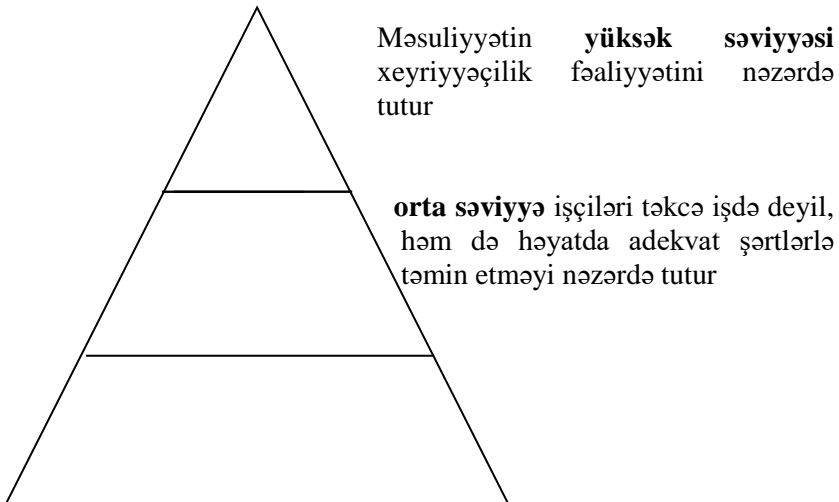 Məsuliyyətin yüksək səviyyəsi
xeyriyyəçilik fəaliyyətini nəzərdə
tutur
orta səviyyə işçiləri təkcə işdə deyil,
həm də həyatda adekvat şərtlərlə
təmin etməyi nəzərdə tutur